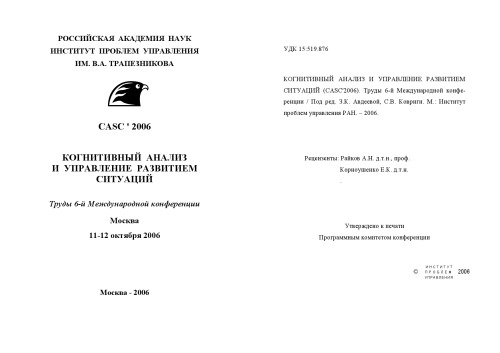 РОССИЙСКАЯ АКАДЕМИЯ НАУК
ИНСТИТУТ ПРОБЛЕМ УПРАВЛЕНИЯ
ИМ. В.А. ТРАПЕЗНИКОВА
CASC ' 2006
КОГНИТИВНЫЙ АНАЛИЗ
И УПРАВЛЕНИЕ РАЗВИТИЕМ
СИТУАЦИЙ
Труды 6-й Международной конференции
Москва
11-12 октября 2006
Москва - 2006
УДК 15:519.876
КОГНИТИВНЫЙ АНАЛИЗ И УПРАВЛЕНИЕ РАЗВИТИЕМ
СИТУАЦИЙ (CASC'2006). Труды 6-й Международной конфе-
ренции / Под ред. З.К. Авдеевой, С.В. Ковриги. М.: Институт
проблем управления РАН. – 2006.
Рецензенты: Райков А.Н. д.т.н., проф.
Корноушенко Е.К. д.т.н.
.
Утверждено к печати
Программным комитетом конференции
ИНСТИТУТ
© ПРОБЛЕМ 2006
УПРАВЛЕНИЯ